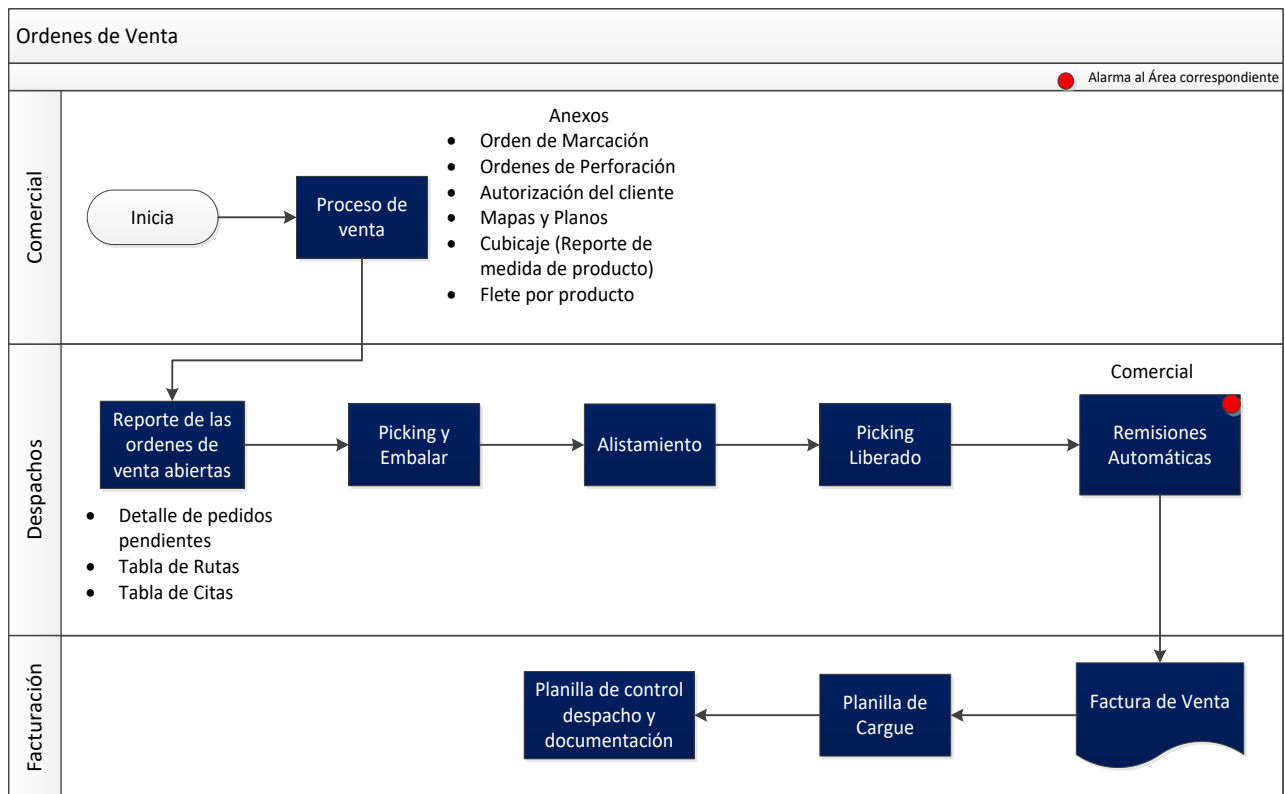 Ordenes de Venta
Alarma al Área correspondiente
Comercial
Inicia
Proceso de
venta
Anexos
• Orden de Marcación
• Ordenes de Perforación
• Autorización del cliente
• Mapas y Planos
• Cubicaje (Reporte de
medida de producto)
• Flete por producto
Despachos
Reporte de las
ordenes de
venta abiertas
• Detalle de pedidos
pendientes
• Tabla de Rutas
• Tabla de Citas
Picking y
Embalar
Alistamiento
Picking
Liberado
Comercial
Remisiones
Automáticas
Facturación
Planilla de control
despacho y
documentación
Planilla de
Cargue
Factura de Venta